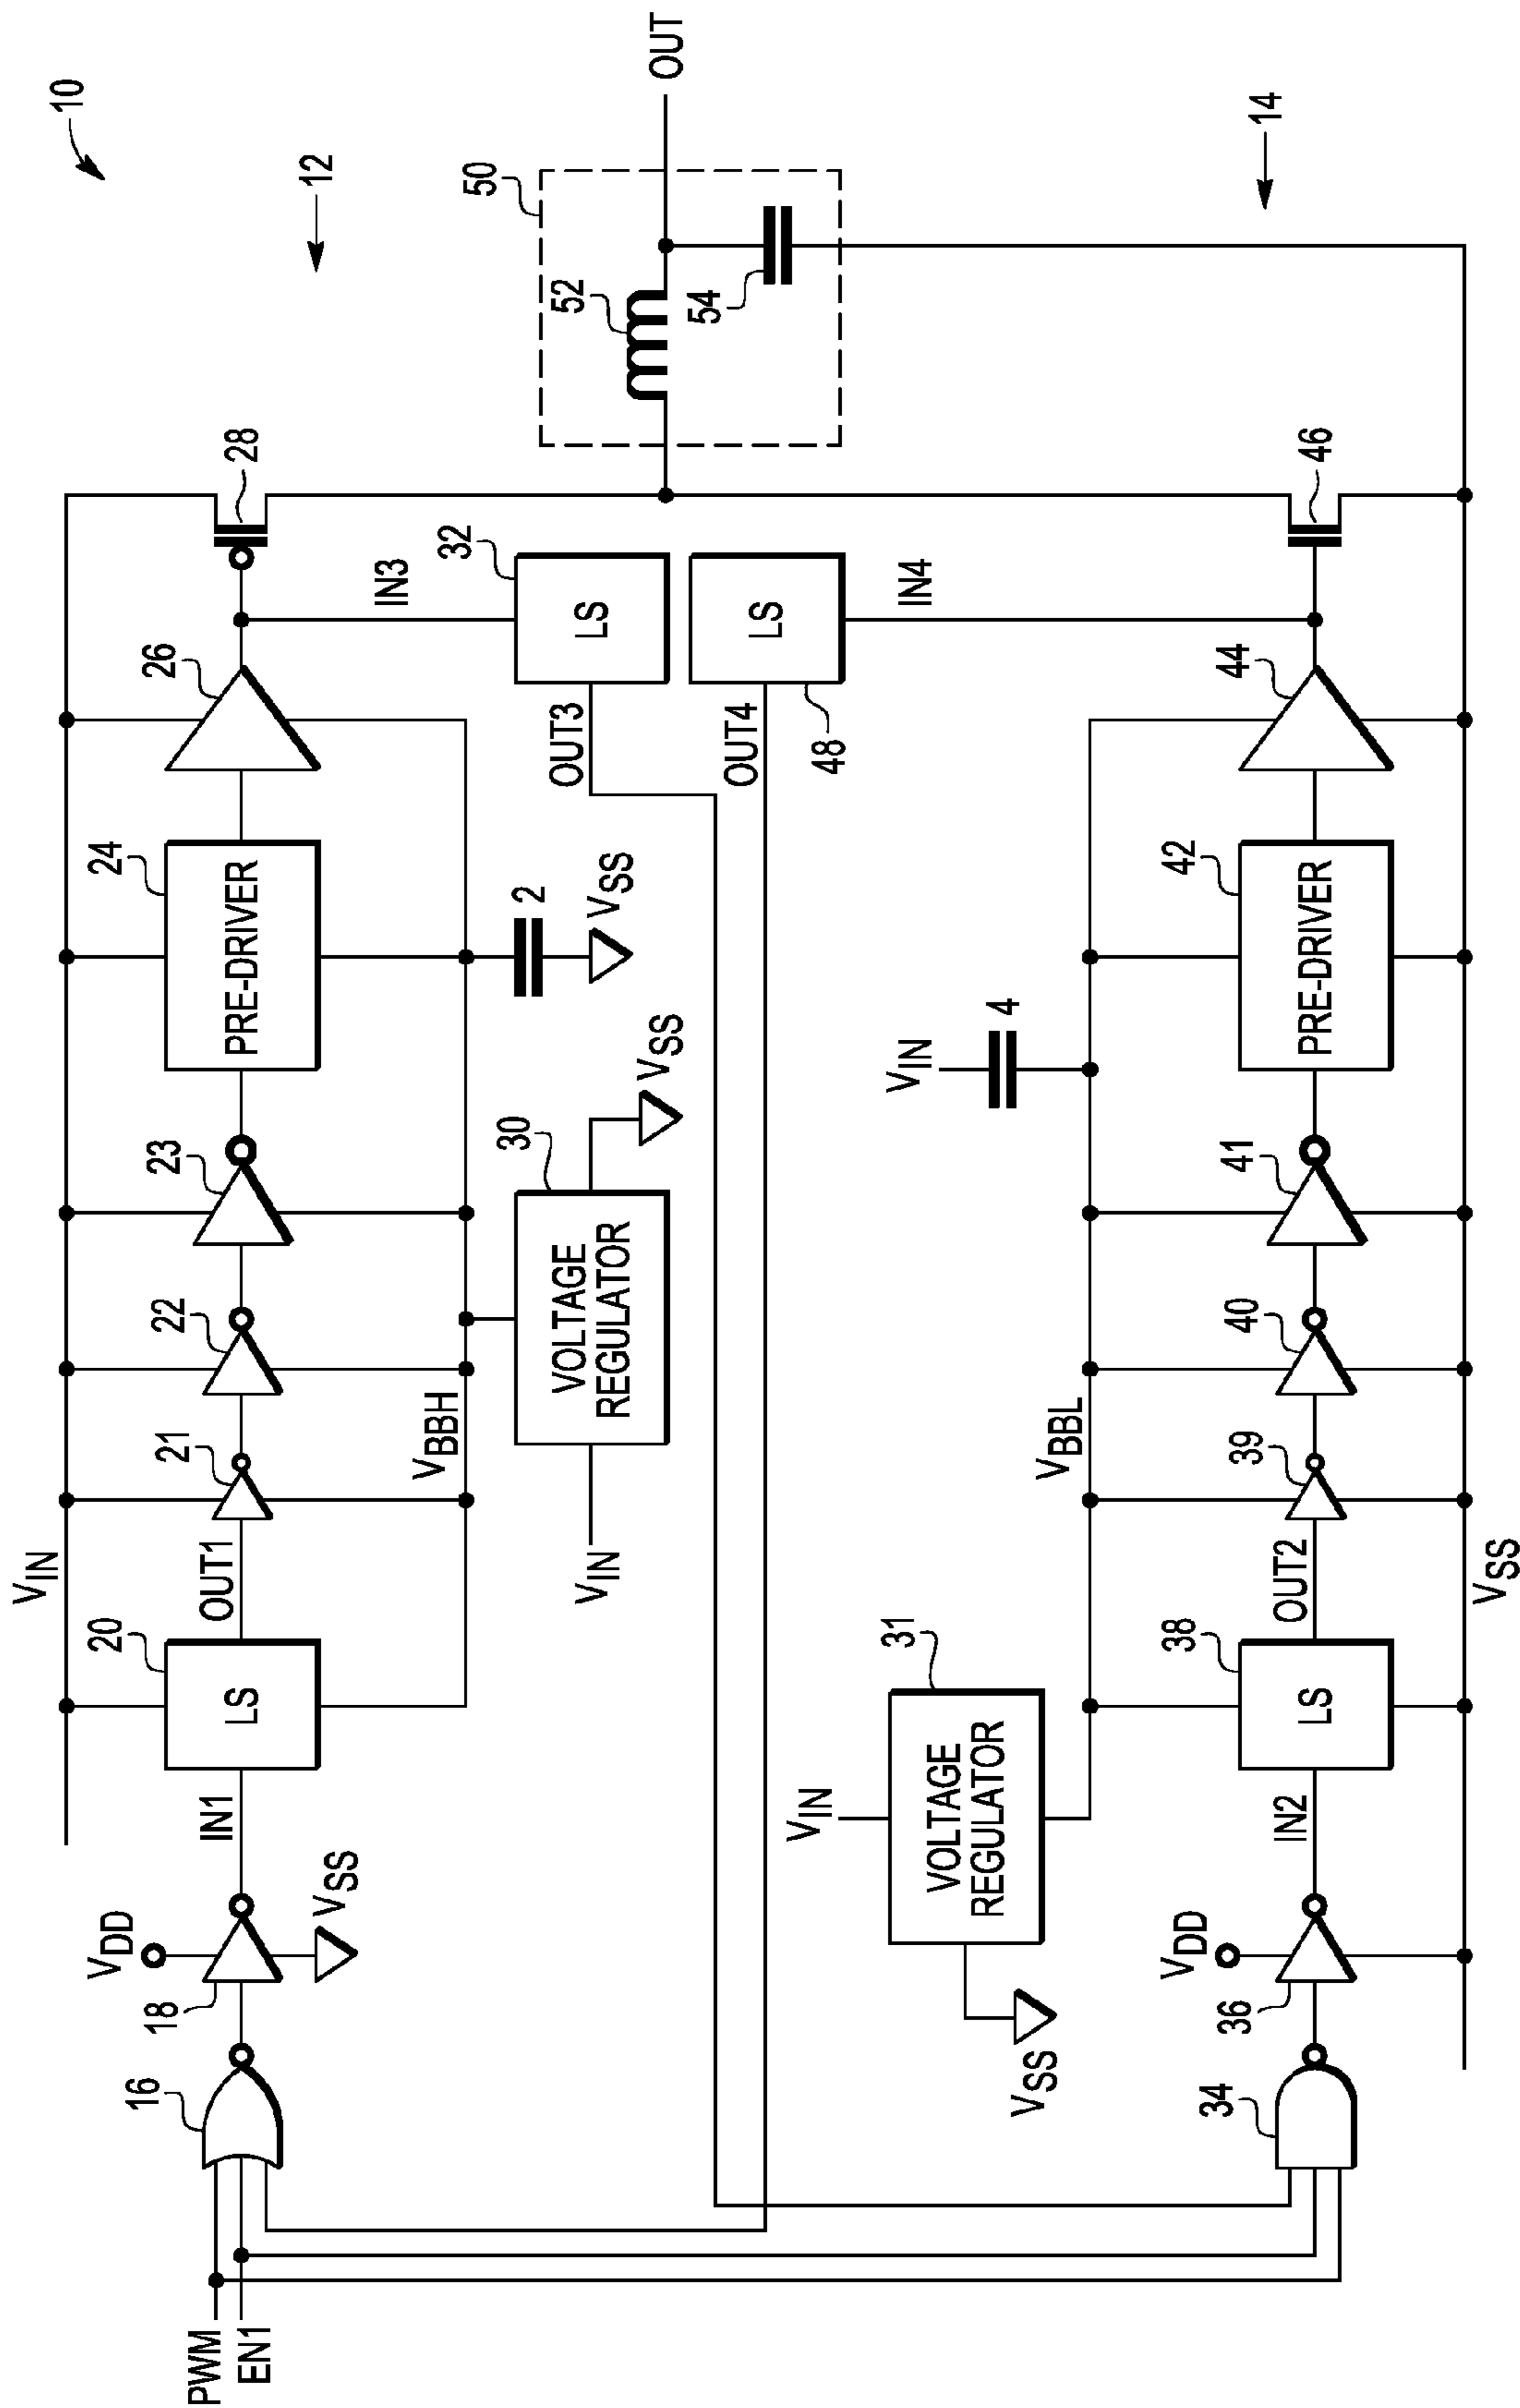 10
12
VIN
20
LS
IN1
OUT1
21
22
23
24
PRE-DRIVER
26
28
VDD
18
VSS
16
PWM
EN1
VBBH
VIN
30
VOLTAGE
REGULATOR
VSS
2
VSS
IN3
32
LS
OUT3
50
52
54
OUT
OUT4
LS
48
IN4
VIN
31
VOLTAGE
REGULATOR
VSS
VIN
4
VBBL
14
34
VDD
36
IN2
38
LS
OUT2
39
40
41
42
PRE-DRIVER
44
46
VSS